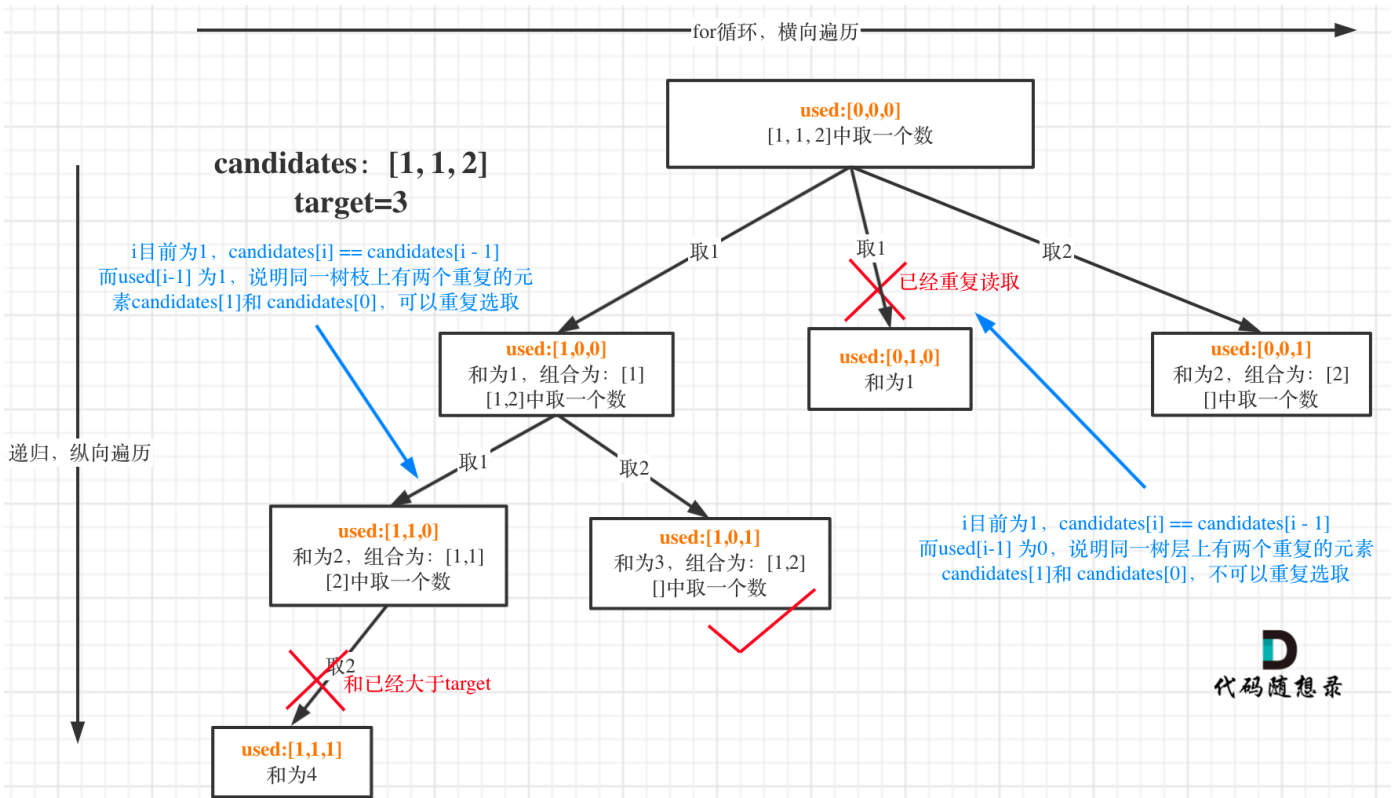 for循环，横向遍历
used:[0,0,0]
[1, 1, 2]中取一个数
candidates：[1, 1, 2]
target=3
i目前为1，candidates[i] == candidates[i - 1]
而used[i-1] 为1，说明同一树枝上有两个重复的元
素candidates[1]和 candidates[0]，可以重复选取
取1
取1
取2
已经重复读取
used:[1,0,0]
和为1，组合为：[1]
[1,2]中取一个数
used:[0,1,0]
和为1
used:[0,0,1]
和为2，组合为：[2]
[]中取一个数
递归，纵向遍历
取1
取2
used:[1,1,0]
和为2，组合为：[1,1]
[2]中取一个数
used:[1,0,1]
和为3，组合为：[1,2]
[]中取一个数
i目前为1，candidates[i] == candidates[i - 1]
而used[i-1] 为0，说明同一树层上有两个重复的元素
candidates[1]和 candidates[0]，不可以重复选取
取2
和已经大于target
used:[1,1,1]
和为4
代码随想录